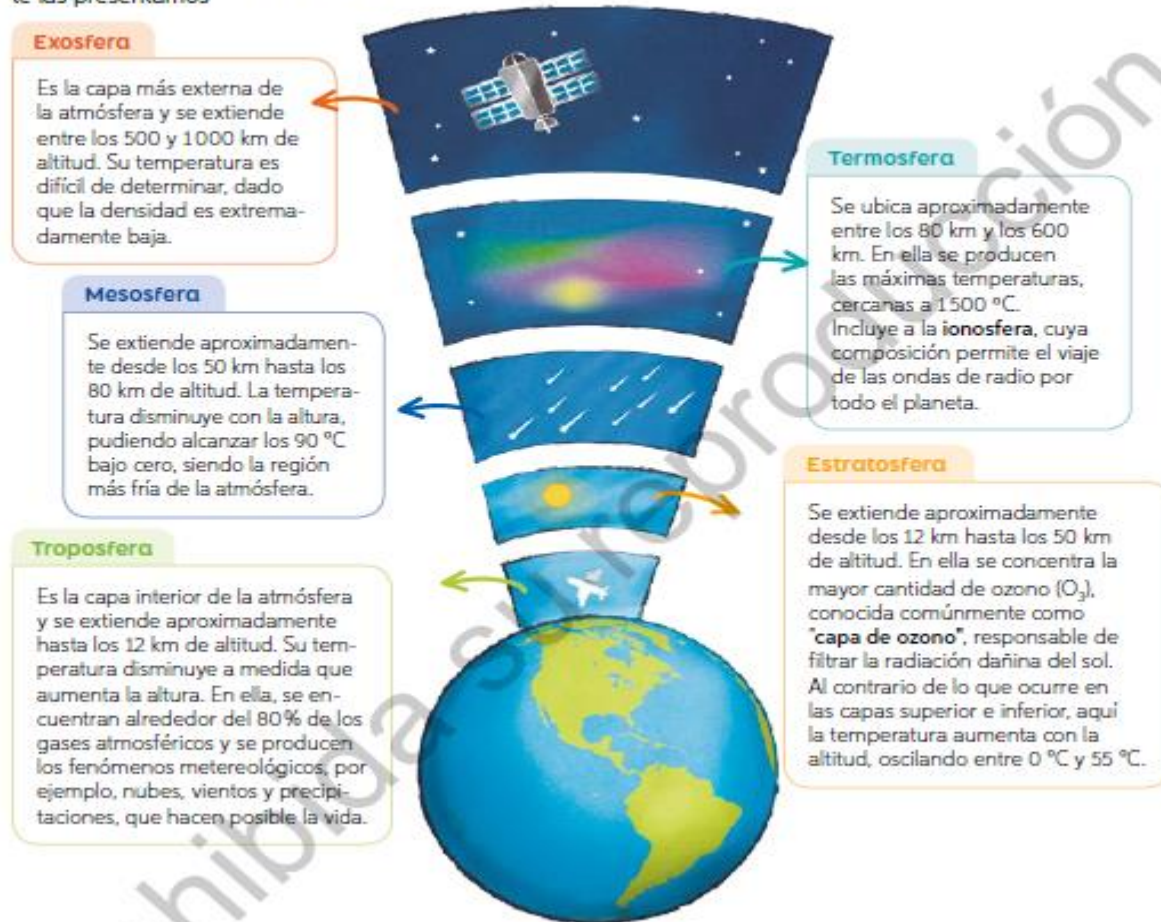 te las presentamos
Exosfera
Es la capa más externa de
la atmósfera y se extiende
entre los 500 y 1000 km de
altitud. Su temperatura es
difícil de determinar, dado
que la densidad es extrema-
damente baja.
Termosfera
Se ubica aproximadamente
entre los 80 km y los 600
km. En ella se producen
las máximas temperaturas,
cercanas a 1500 °C.
Incluye a la ionosfera, cuya
composición permite el viaje
de las ondas de radio por
todo el planeta.
Mesosfera
Se extiende aproximadamen-
te desde los 50 km hasta los
80 km de altitud. La tempera-
tura disminuye con la altura,
pudiendo alcanzar los 90 °C
bajo cero, siendo la región
más fría de la atmósfera.
Estratosfera
Se extiende aproximadamente
desde los 12 km hasta los 50 km
de altitud. En ella se concentra la
mayor cantidad de ozono (O₃),
conocida comúnmente como
"capa de ozono", responsable de
filtrar la radiación dañina del sol.
Al contrario de lo que ocurre en
las capas superior e inferior, aquí
la temperatura aumenta con la
altitud, oscilando entre 0 °C y 55 °C.
Troposfera
Es la capa interior de la atmósfera
y se extiende aproximadamente
hasta los 12 km de altitud. Su tem-
peratura disminuye a medida que
aumenta la altura. En ella, se en-
cuentran alrededor del 80% de los
gases atmosféricos y se producen
los fenómenos metereológicos, por
ejemplo, nubes, vientos y precipi-
taciones, que hacen posible la vida.
hibida su reproducción